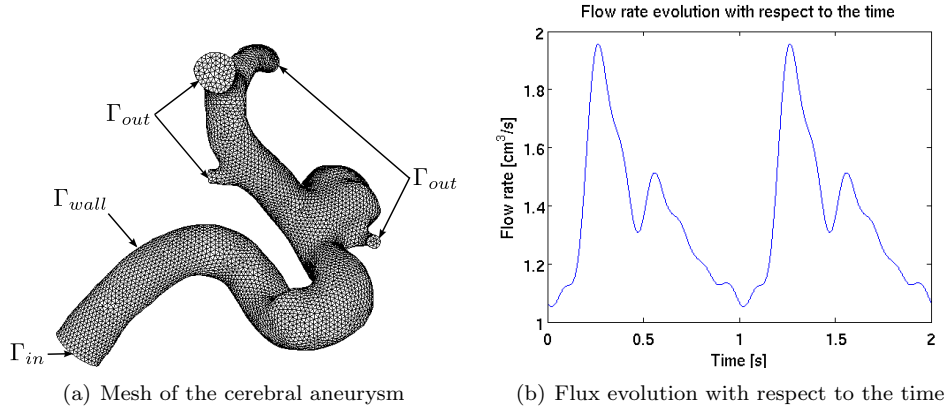 Γout
Γout
Γwall
Γin
(a) Mesh of the cerebral aneurysm
Flow rate evolution with respect to the time
Flow rate [cm³/s]
2
1.8
1.6
1.4
1.2
1
0
0.5
1
1.5
2
Time [s]
(b) Flux evolution with respect to the time